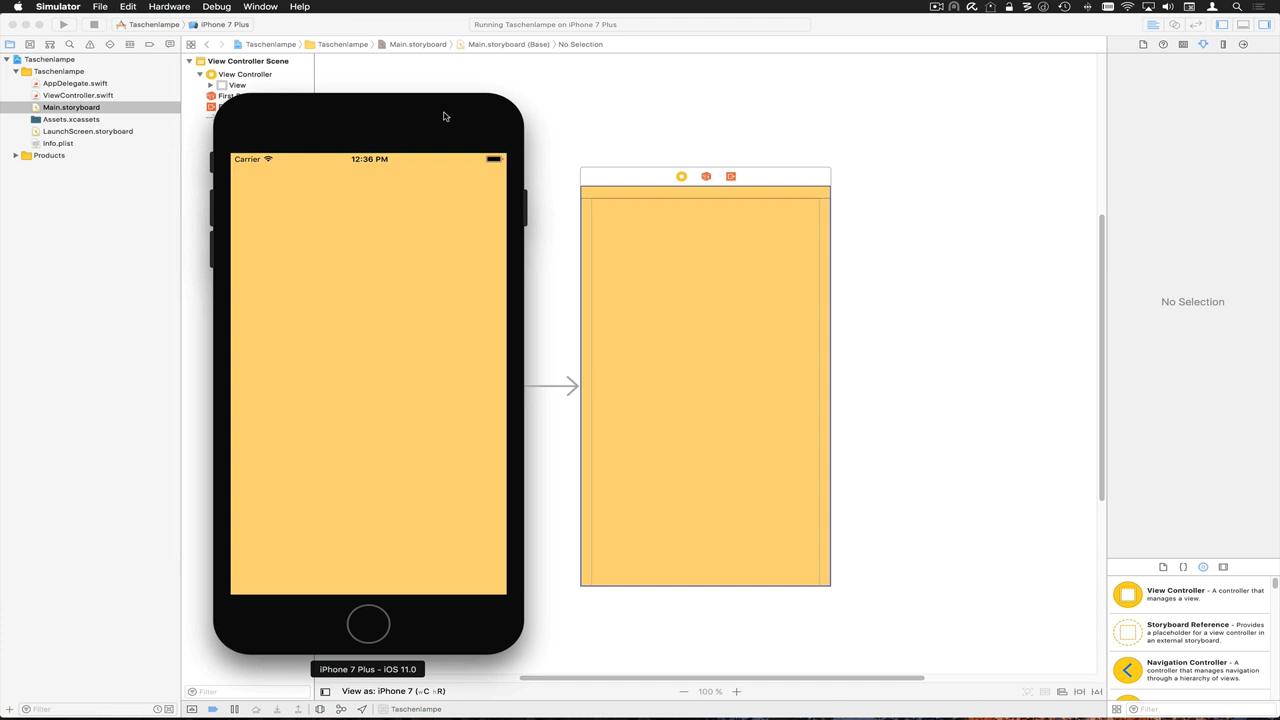 Simulator File Edit Hardware Debug Window Help
Taschenlampe iPhone 7 Plus
Running Taschenlampe on iPhone 7 Plus
Taschenlampe Taschenlampe Main.storyboard Main.storyboard (Base) No Selection
Taschenlampe
Taschenlampe
AppDelegate.swift
ViewController.swift
Main.storyboard
Assets.xcassets
LaunchScreen.storyboard
Info.plist
Products
View Controller Scene
View Controller
View
Carrier 12:36 PM
iPhone 7 Plus – iOS 11.0
No Selection
View Controller - A controller that
manages a view.
Storyboard Reference - Provides
a placeholder for a view controller in
an external storyboard.
Navigation Controller - A
controller that manages navigation
through a hierarchy of views.
Filter
View as: iPhone 7 (wC hR)
100 %
Filter
Taschenlampe
Filter